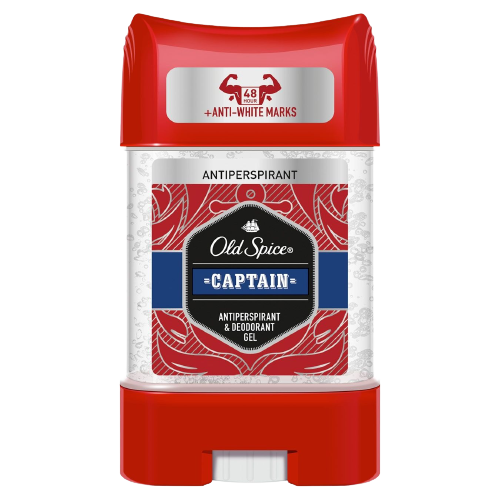 48
HOUR
+ANTI-WHITE MARKS
ANTIPERSPIRANT
Old Spice®
=CAPTAIN=
ANTIPERSPIRANT
& DEODORANT
GEL